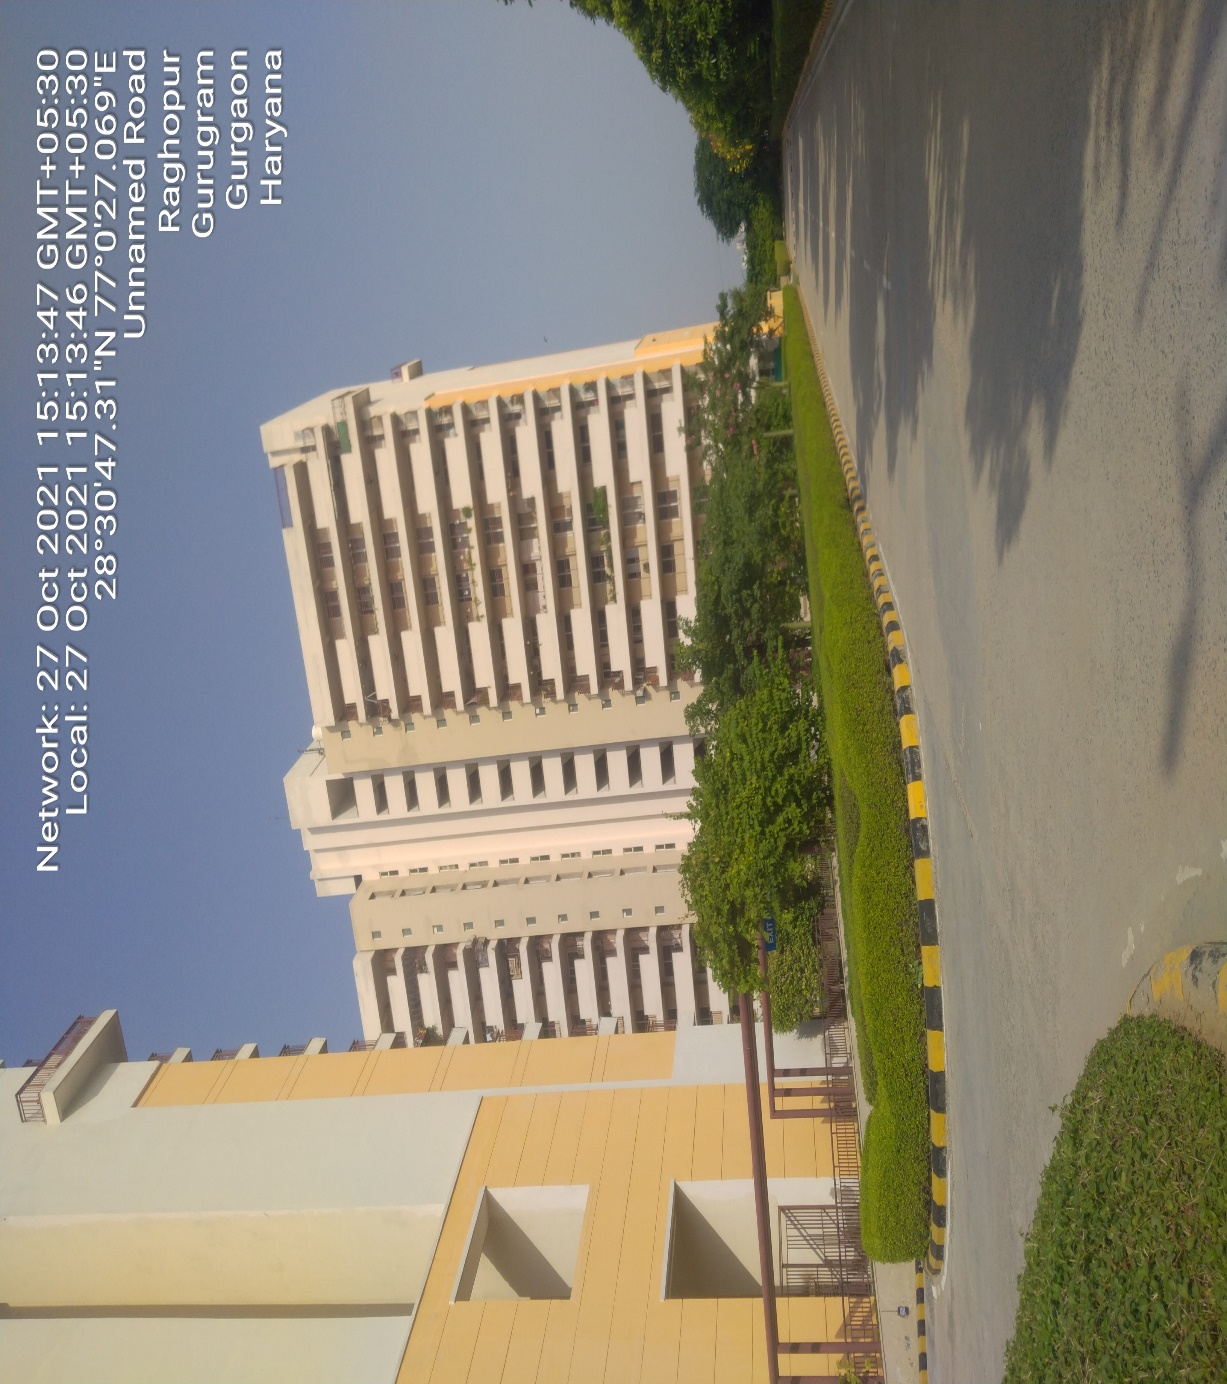 Network: 27 Oct 2021 15:13:47 GMT+05:30
Local: 27 Oct 2021 15:13:46 GMT+05:30
28°30'47.31"N 77°0'27.069"E
Unnamed Road
Raghopur
Gurugram
Gurgaon
Haryana